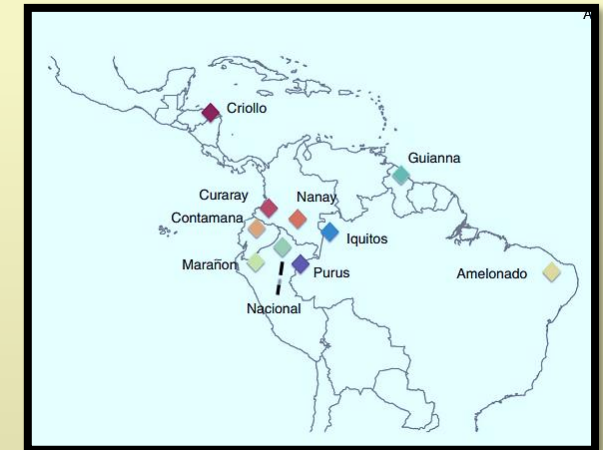 A
Criollo
Guianna
Curaray
Nanay
Contamana
Iquitos
Marañon
Purus
Amelonado
Nacional